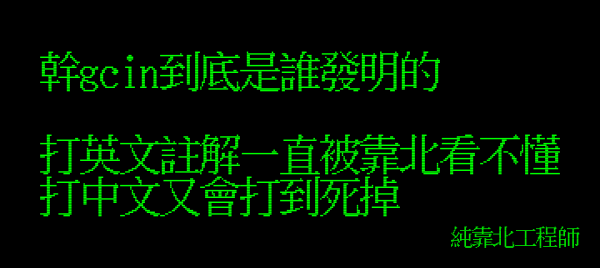 幹gcin到底是誰發明的
打英文註解一直被靠北看不懂
打中文又會打到死掉
純靠北工程師